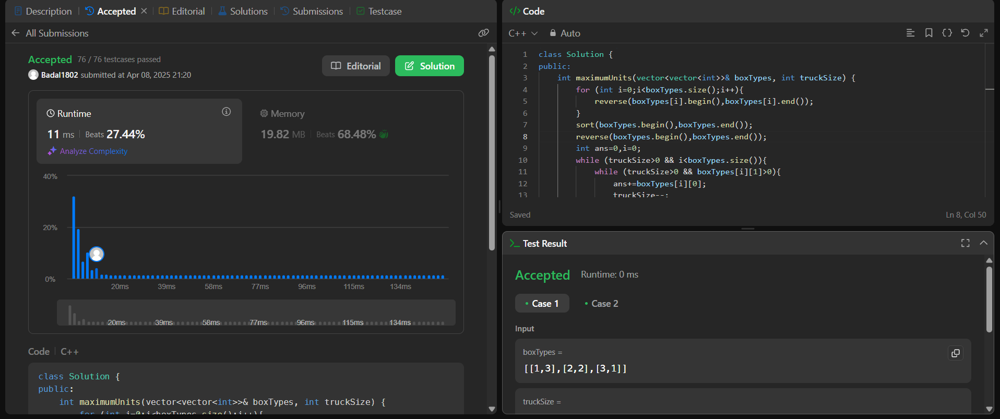 Description
Accepted
Editorial
Solutions
Submissions
Testcase
All Submissions
Accepted 76 / 76 testcases passed
Badal1802 submitted at Apr 08, 2025 21:20
Editorial
Solution
Runtime
11 ms | Beats 27.44%
Analyze Complexity
Memory
19.82 MB | Beats 68.48%
40%
20%
0%
20ms 39ms 58ms 77ms 96ms 115ms 134ms
20ms 39ms 58ms 77ms 96ms 115ms 134ms
Code | C++
class Solution {
public:
    int maximumUnits(vector<vector<int>>& boxTypes, int truckSize) {
        for (int i=0;i<boxTypes.size();i++){
</> Code
C++
Auto
1 class Solution {
2 public:
3     int maximumUnits(vector<vector<int>>& boxTypes, int truckSize) {
4         for (int i=0;i<boxTypes.size();i++){
5             reverse(boxTypes[i].begin(),boxTypes[i].end());
6         }
7         sort(boxTypes.begin(),boxTypes.end());
8         reverse(boxTypes.begin(),boxTypes.end());
9         int ans=0,i=0;
10         while (truckSize>0 && i<boxTypes.size()){
11             while (truckSize>0 && boxTypes[i][1]>0){
12                 ans+=boxTypes[i][0];
13                 truckSize--;
Saved
Ln 8, Col 50
Test Result
Accepted Runtime: 0 ms
• Case 1
• Case 2
Input
boxTypes =
[[1,3],[2,2],[3,1]]
truckSize =